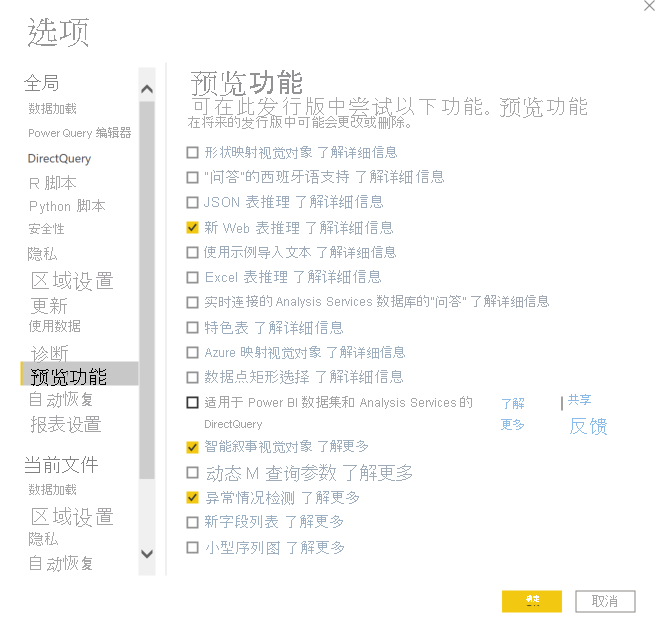 选项
全局
数据加载
Power Query 编辑器
DirectQuery
R 脚本
Python 脚本
安全性
隐私
区域设置
更新
使用数据
诊断
预览功能
自动恢复
报表设置
当前文件
数据加载
区域设置
隐私
自动恢复
预览功能
可在此发行版中尝试以下功能。预览功能
在将来的发行版中可能会更改或删除。
形状映射视觉对象 了解详细信息
"问答"的西班牙语支持 了解详细信息
JSON 表推理 了解详细信息
新 Web 表推理 了解详细信息
使用示例导入文本 了解详细信息
Excel 表推理 了解详细信息
实时连接的 Analysis Services 数据库的"问答" 了解详细信息
特色表 了解详细信息
Azure 映射视觉对象 了解详细信息
数据点矩形选择 了解详细信息
适用于 Power BI 数据集和 Analysis Services 的 了解 | 共享
DirectQuery 更多 反馈
智能叙事视觉对象 了解更多
动态 M 查询参数 了解更多
异常情况检测 了解更多
新字段列表 了解更多
小型序列图 了解更多
确定 取消